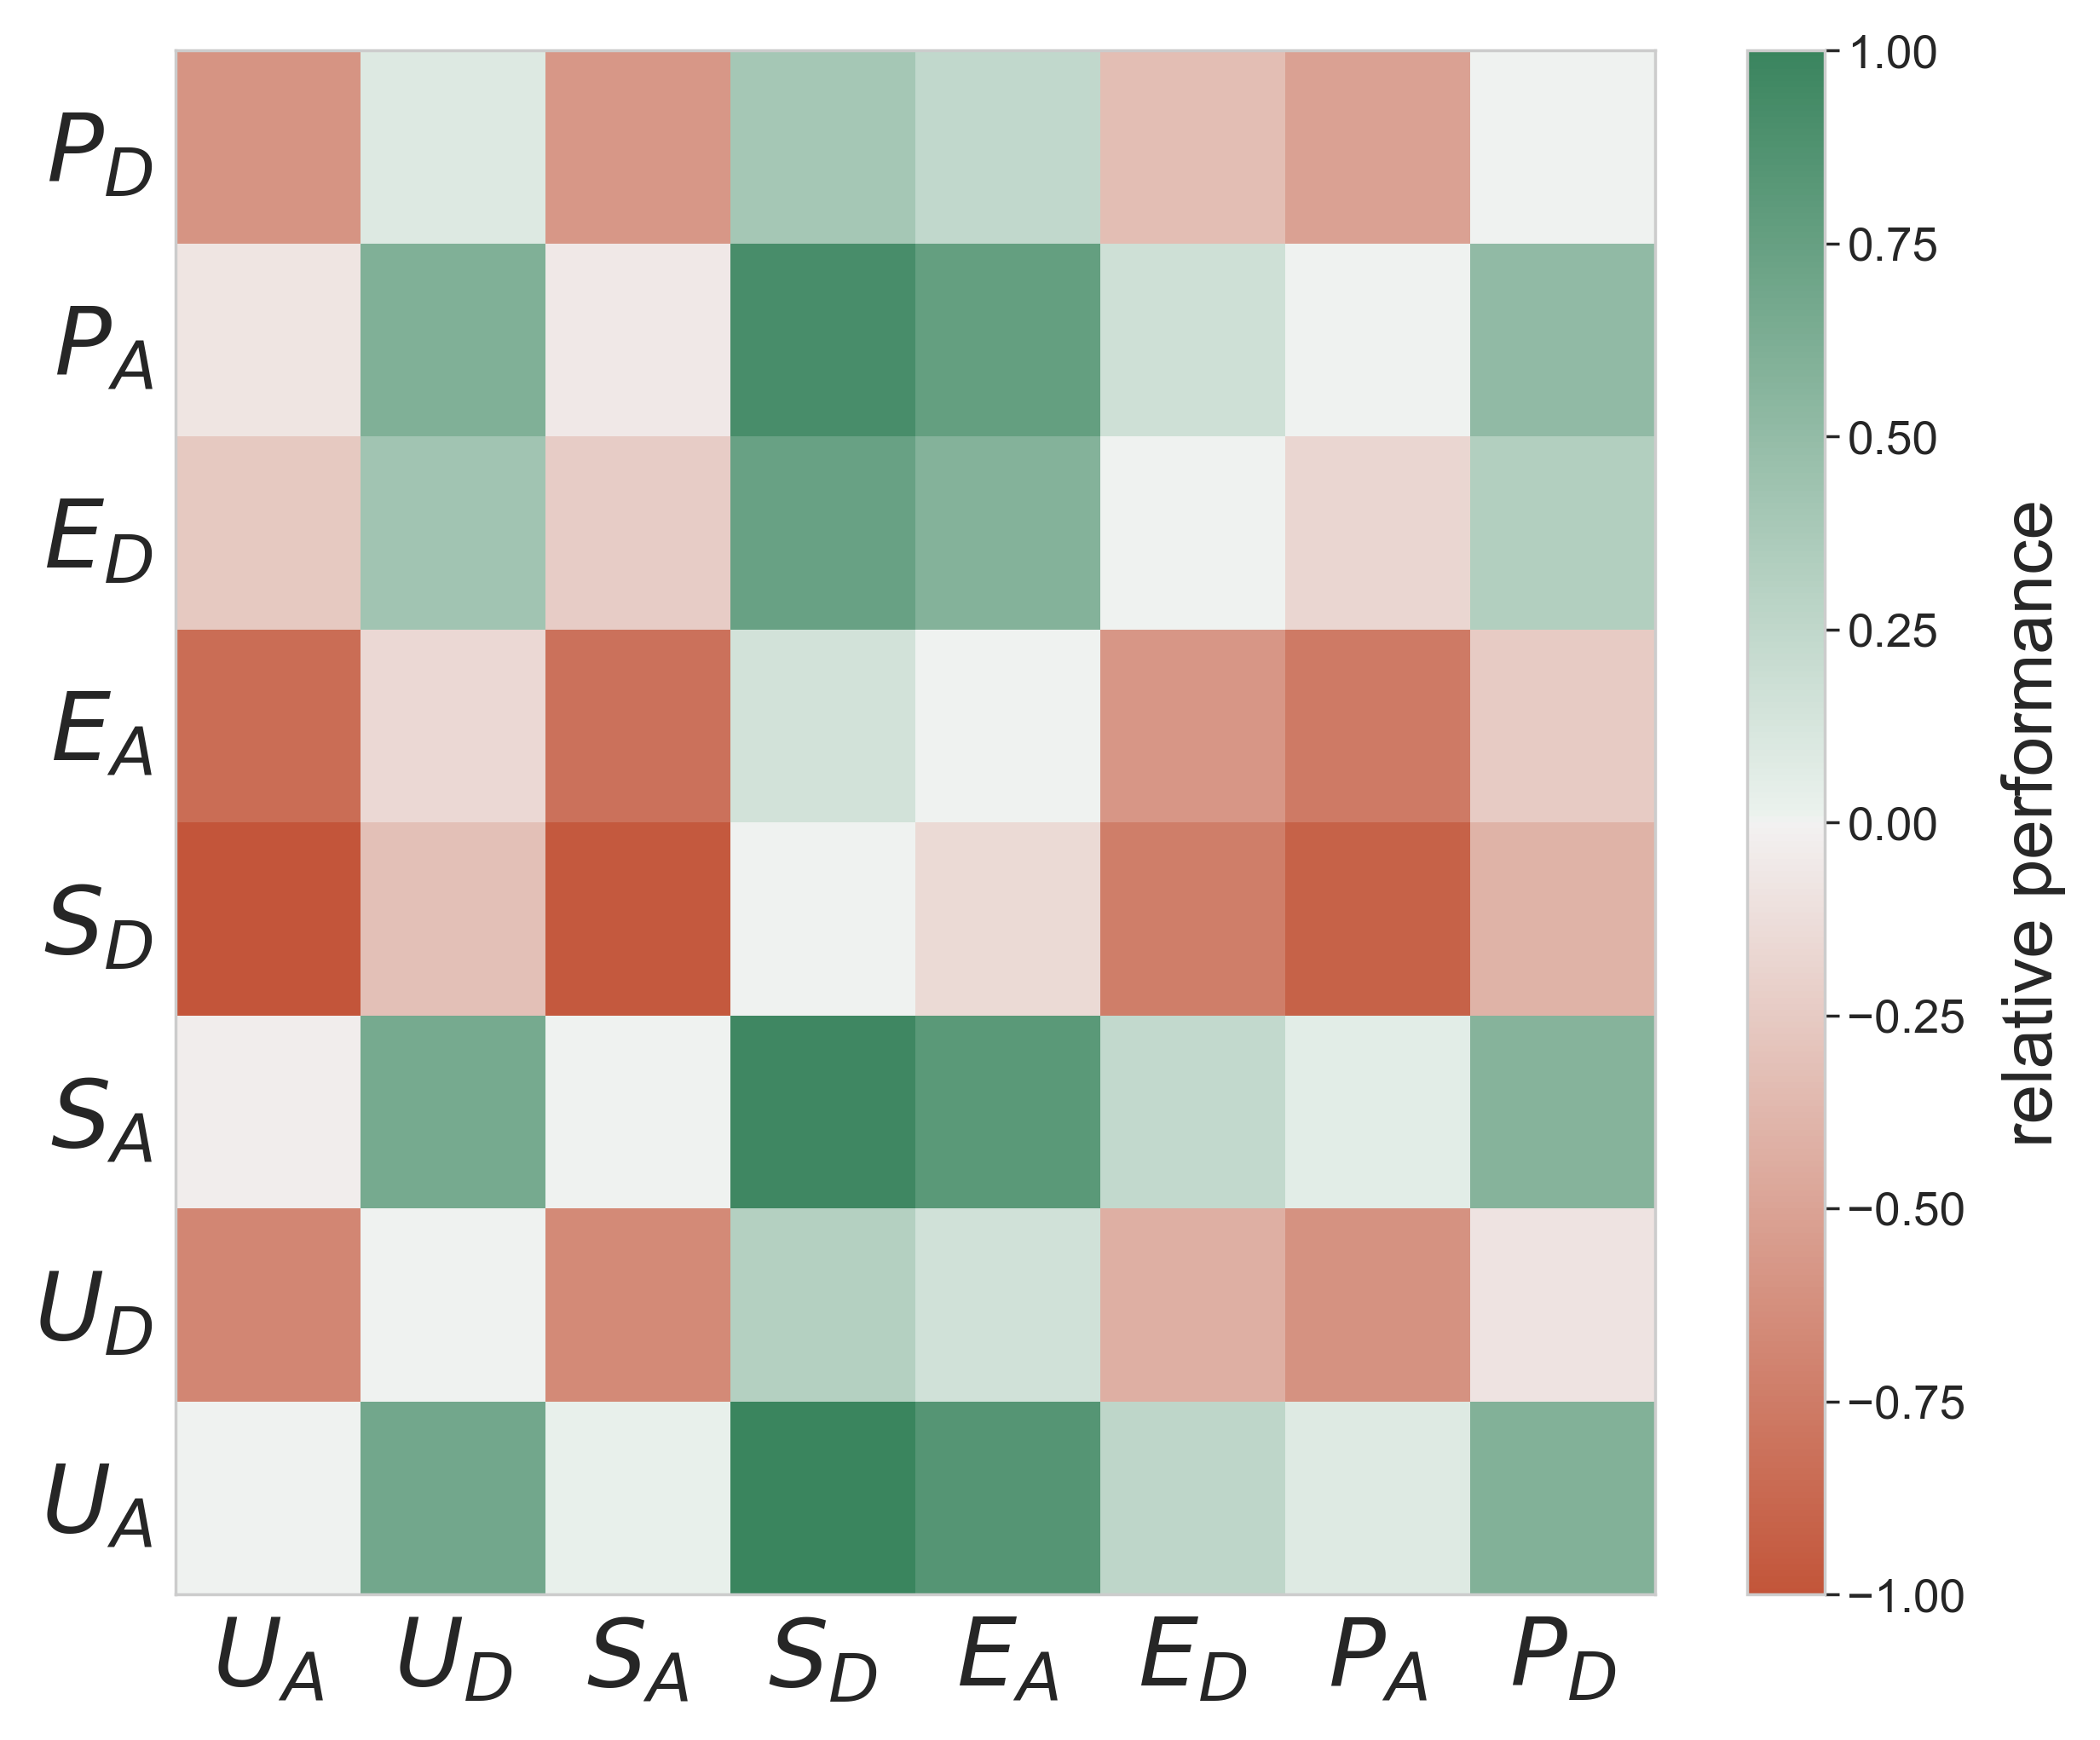 P_D
P_A
E_D
E_A
S_D
S_A
U_D
U_A
U_A U_D S_A S_D E_A E_D P_A P_D
1.00
0.75
0.50
0.25
0.00
−0.25
−0.50
−0.75
−1.00
relative performance